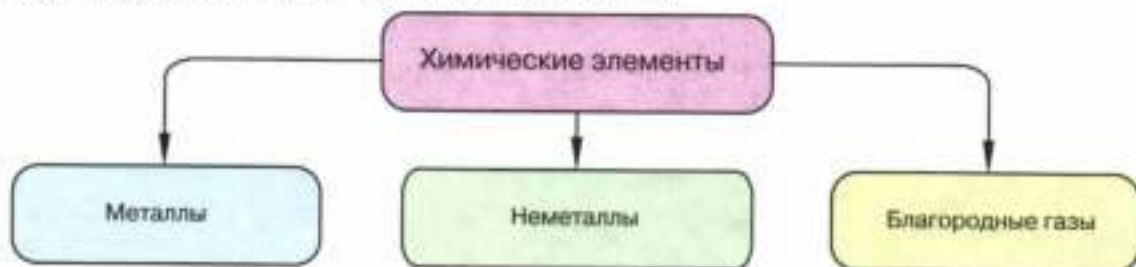 Химические элементы
Металлы
Неметаллы
Благородные газы